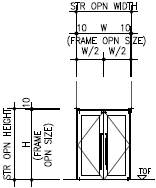 STR OPN WIDTH
10 W 10
(FRAME OPN SIZE)
W/2 W/2
STR OPN HEIGHT
10
H
(FRAME
OPN SIZE)
TOF